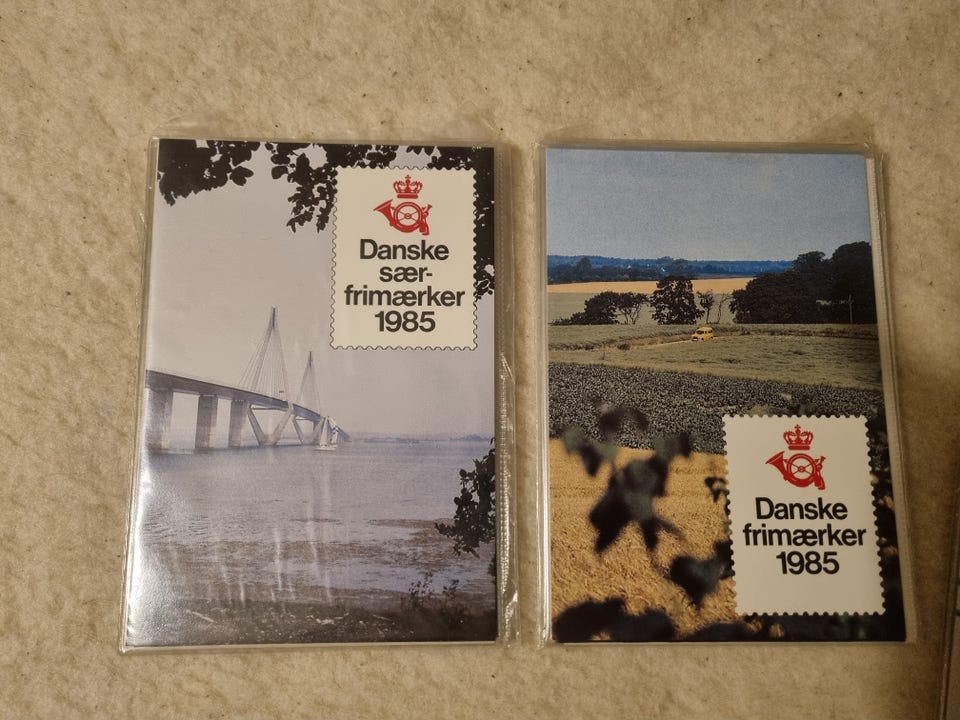 Danske
sær-
frimærker
1985
Danske
frimærker
1985